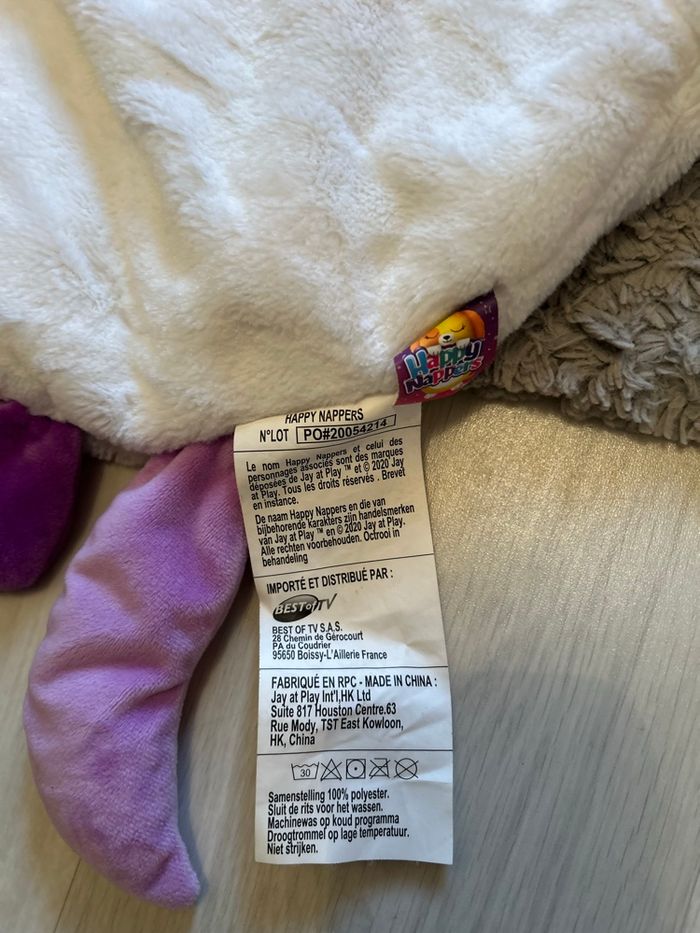 Happy
Nappers
HAPPY NAPPERS
N°LOT PO#20054214
Le nom Happy Nappers et celui des
personnages associés sont des marques
déposées de Jay at Play ™ et © 2020 Jay
at Play. Tous les droits réservés . Brevet
en instance.
De naam Happy Nappers en die van
bijbehorende karakters zijn handelsmerken
van Jay at Play ™ en © 2020 Jay at Play.
Alle rechten voorbehouden. Octrooi in
behandeling
IMPORTÉ ET DISTRIBUÉ PAR :
BEST of TV
BEST OF TV S.A.S.
28 Chemin de Gérocourt
PA du Coudrier
95650 Boissy-L'Aillerie France
FABRIQUÉ EN RPC - MADE IN CHINA :
Jay at Play Int'l,HK Ltd
Suite 817 Houston Centre.63
Rue Mody, TST East Kowloon,
HK, China
30
Samenstelling 100% polyester.
Sluit de rits voor het wassen.
Machinewas op koud programma
Droogtrommel op lage temperatuur.
Niet strijken.